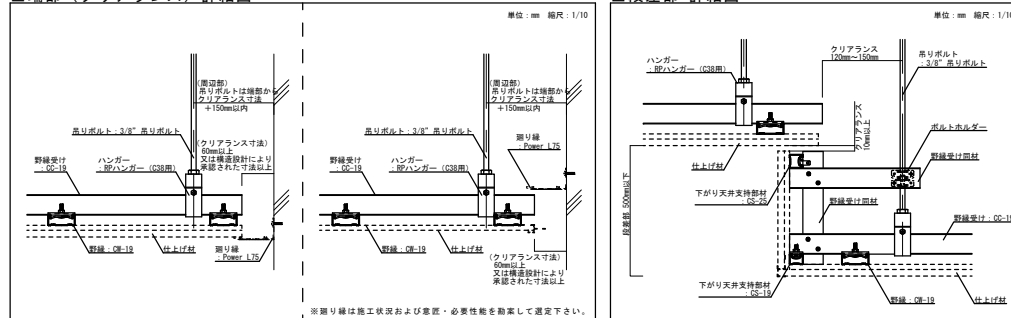 単位：mm 縮尺：1/10
(周辺部)
吊りボルトは端部から
クリアランス寸法
＋150mm以内
吊りボルト：3/8" 吊りボルト
(クリアランス寸法)
60mm以上
又は構造設計により
承認された寸法以上
野縁受け
：CC-19
ハンガー
：RPハンガー（C38用）
野縁：CW-19
仕上げ材
廻り縁
：Power L75
(周辺部)
吊りボルトは端部から
クリアランス寸法
＋150mm以内
吊りボルト：3/8" 吊りボルト
廻り縁
：Power L75
野縁受け
：CC-19
ハンガー
：RPハンガー（C38用）
野縁：CW-19
仕上げ材
(クリアランス寸法)
60mm以上
又は構造設計により
承認された寸法以上
※廻り縁は施工状況および意匠・必要性能を勘案して選定下さい。
単位：mm 縮尺：1/10
ハンガー
：RPハンガー（C38用）
クリアランス
120mm～150mm
吊りボルト
：3/8" 吊りボルト
クリアランス
10mm以上
ボルトホルダー
野縁受け同材
仕上げ材
段差部 500mm以下
下がり天井支持部材
：CS-25
野縁受け同材
野縁受け：CC-19
下がり天井支持部材
：CS-19
野縁：CW-19
仕上げ材